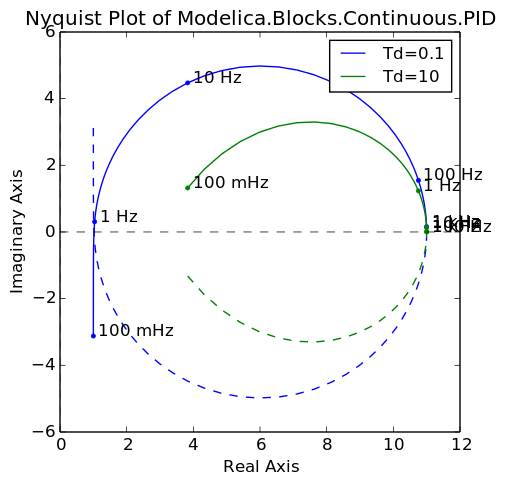 Nyquist Plot of Modelica.Blocks.Continuous.PID
6
Td=0.1
Td=10
4
10 Hz
2
100 Hz
1 Hz
100 mHz
1 Hz
0
100 mHz
−2
−4
−6
0 2 4 6 8 10 12
Real Axis
Imaginary Axis